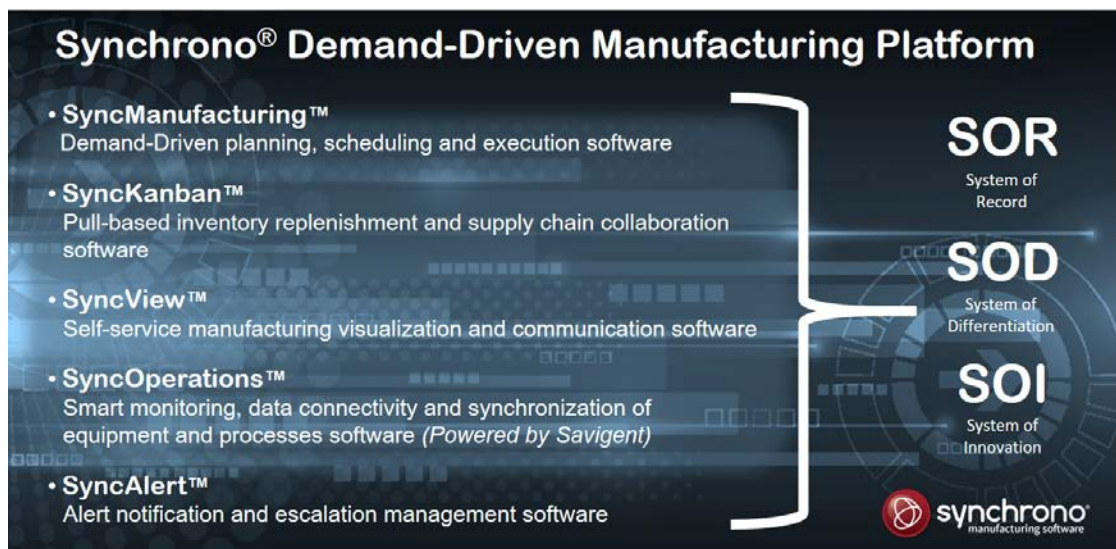 Synchrono® Demand-Driven Manufacturing Platform
• SyncManufacturing™
Demand-Driven planning, scheduling and execution software
• SyncKanban™
Pull-based inventory replenishment and supply chain collaboration
software
• SyncView™
Self-service manufacturing visualization and communication software
• SyncOperations™
Smart monitoring, data connectivity and synchronization of
equipment and processes software (Powered by Savigent)
• SyncAlert™
Alert notification and escalation management software
SOR
System of
Record
SOD
System of
Differentiation
SOI
System of
Innovation
synchrono®
manufacturing software